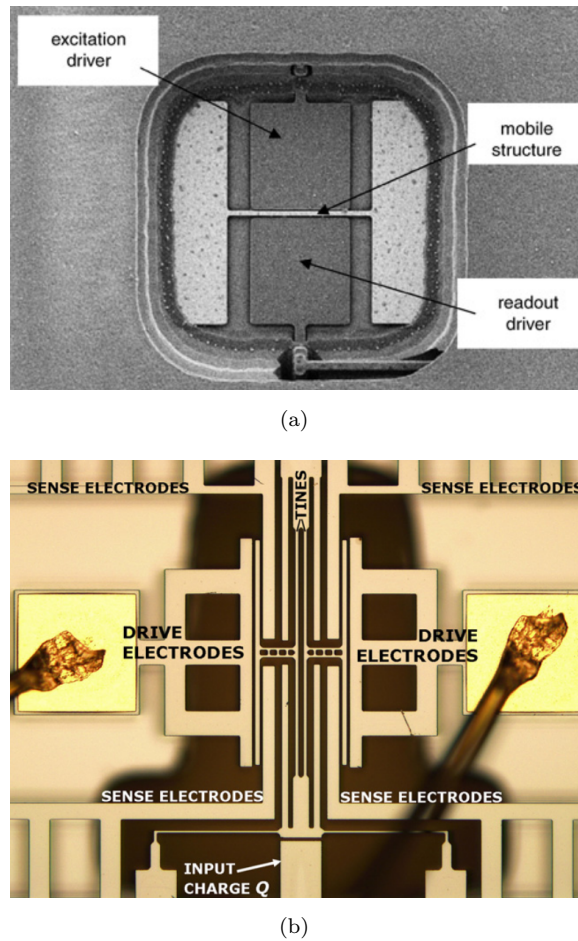 excitation
driver
mobile
structure
readout
driver
(a)
SENSE ELECTRODES
TINES
SENSE ELECTRODES
DRIVE
ELECTRODES
DRIVE
ELECTRODES
SENSE ELECTRODES
SENSE ELECTRODES
INPUT
CHARGE Q
(b)